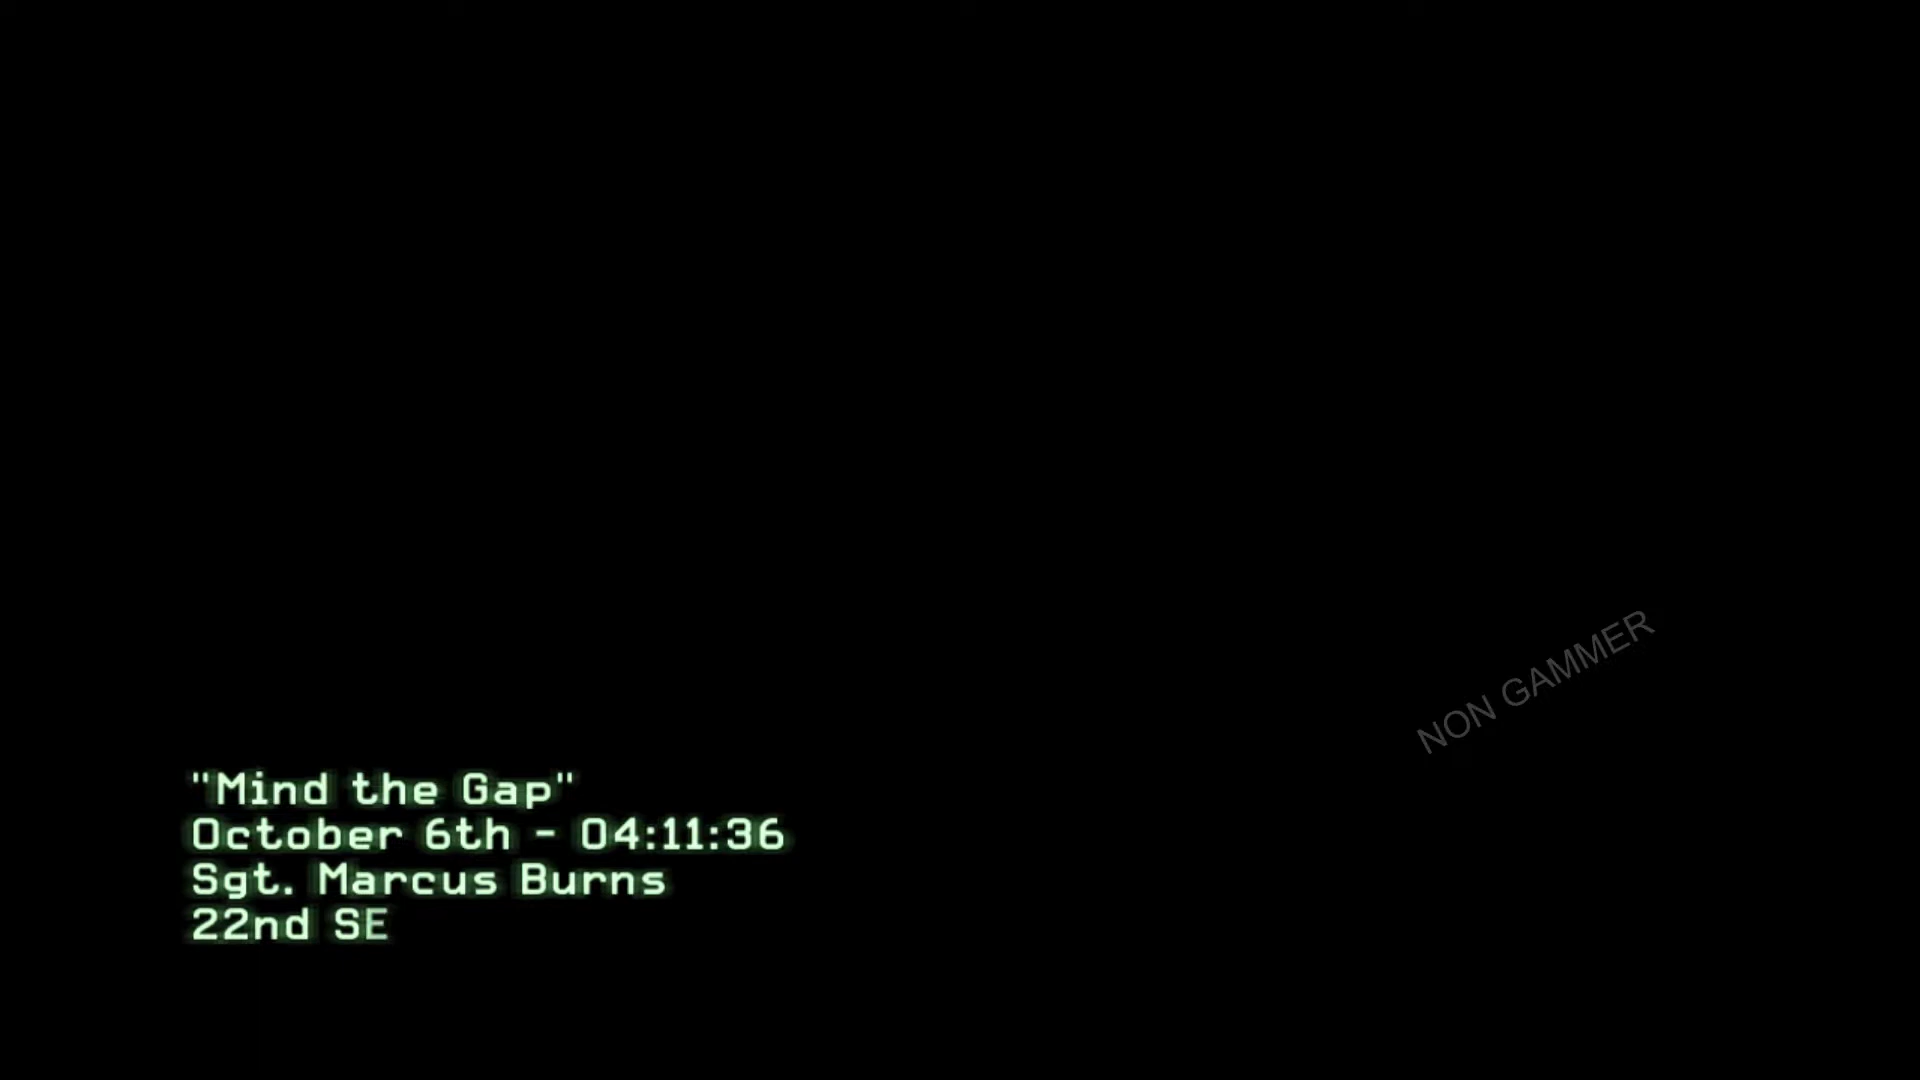 NON GAMMER
"Mind the Gap"
October 6th - 04:11:36
Sgt. Marcus Burns
22nd SE